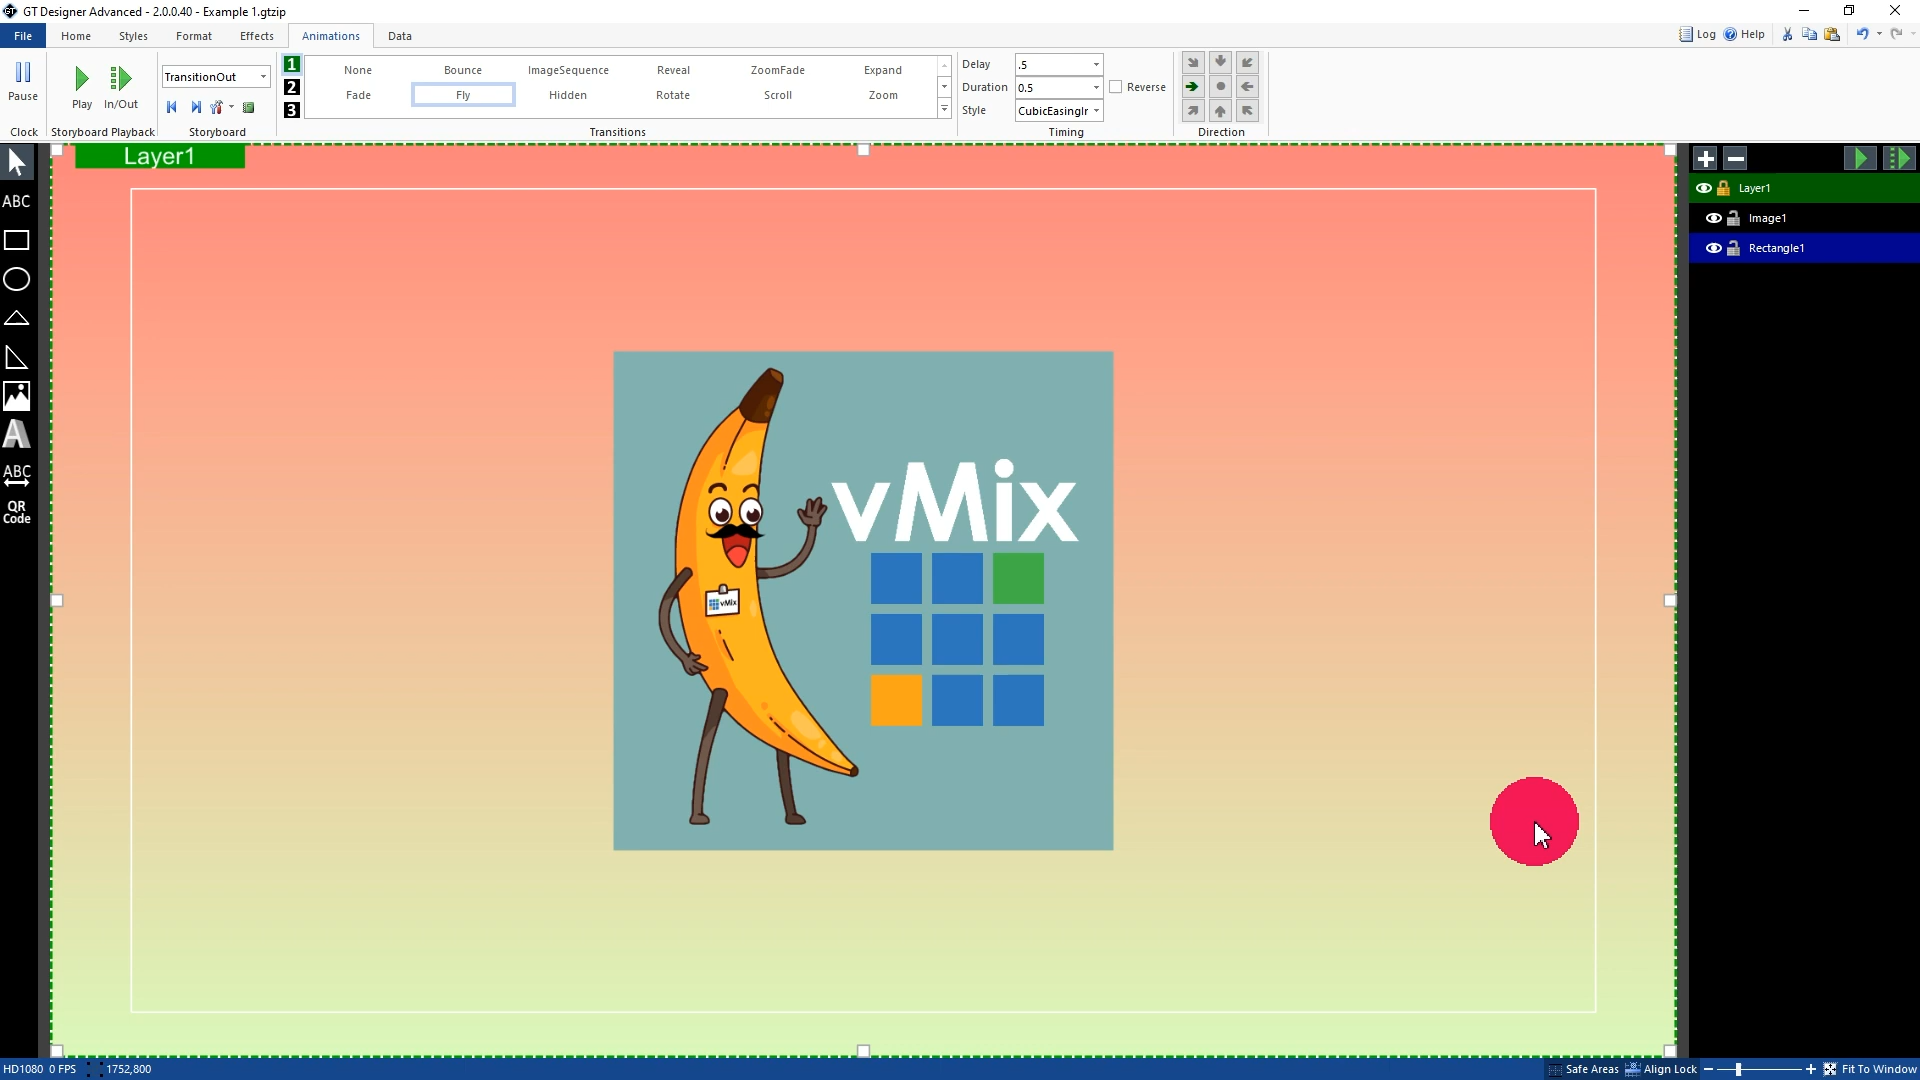 GT Designer Advanced - 2.0.0.40 - Example 1.gtzip
File Home Styles Format Effects Animations Data Log Help
Pause
Clock
Play In/Out
Storyboard Playback
TransitionOut
Storyboard
1
2
3
None Bounce ImageSequence Reveal ZoomFade Expand
Fade Fly Hidden Rotate Scroll Zoom
Transitions
Delay .5
Duration 0.5 Reverse
Style CubicEasingIr
Timing
Direction
Layer1
ABC
A
ABC
QR
Code
vMix
vMix
Layer1
Image1
Rectangle1
HD1080 0 FPS 1752,800 Safe Areas Align Lock Fit To Window